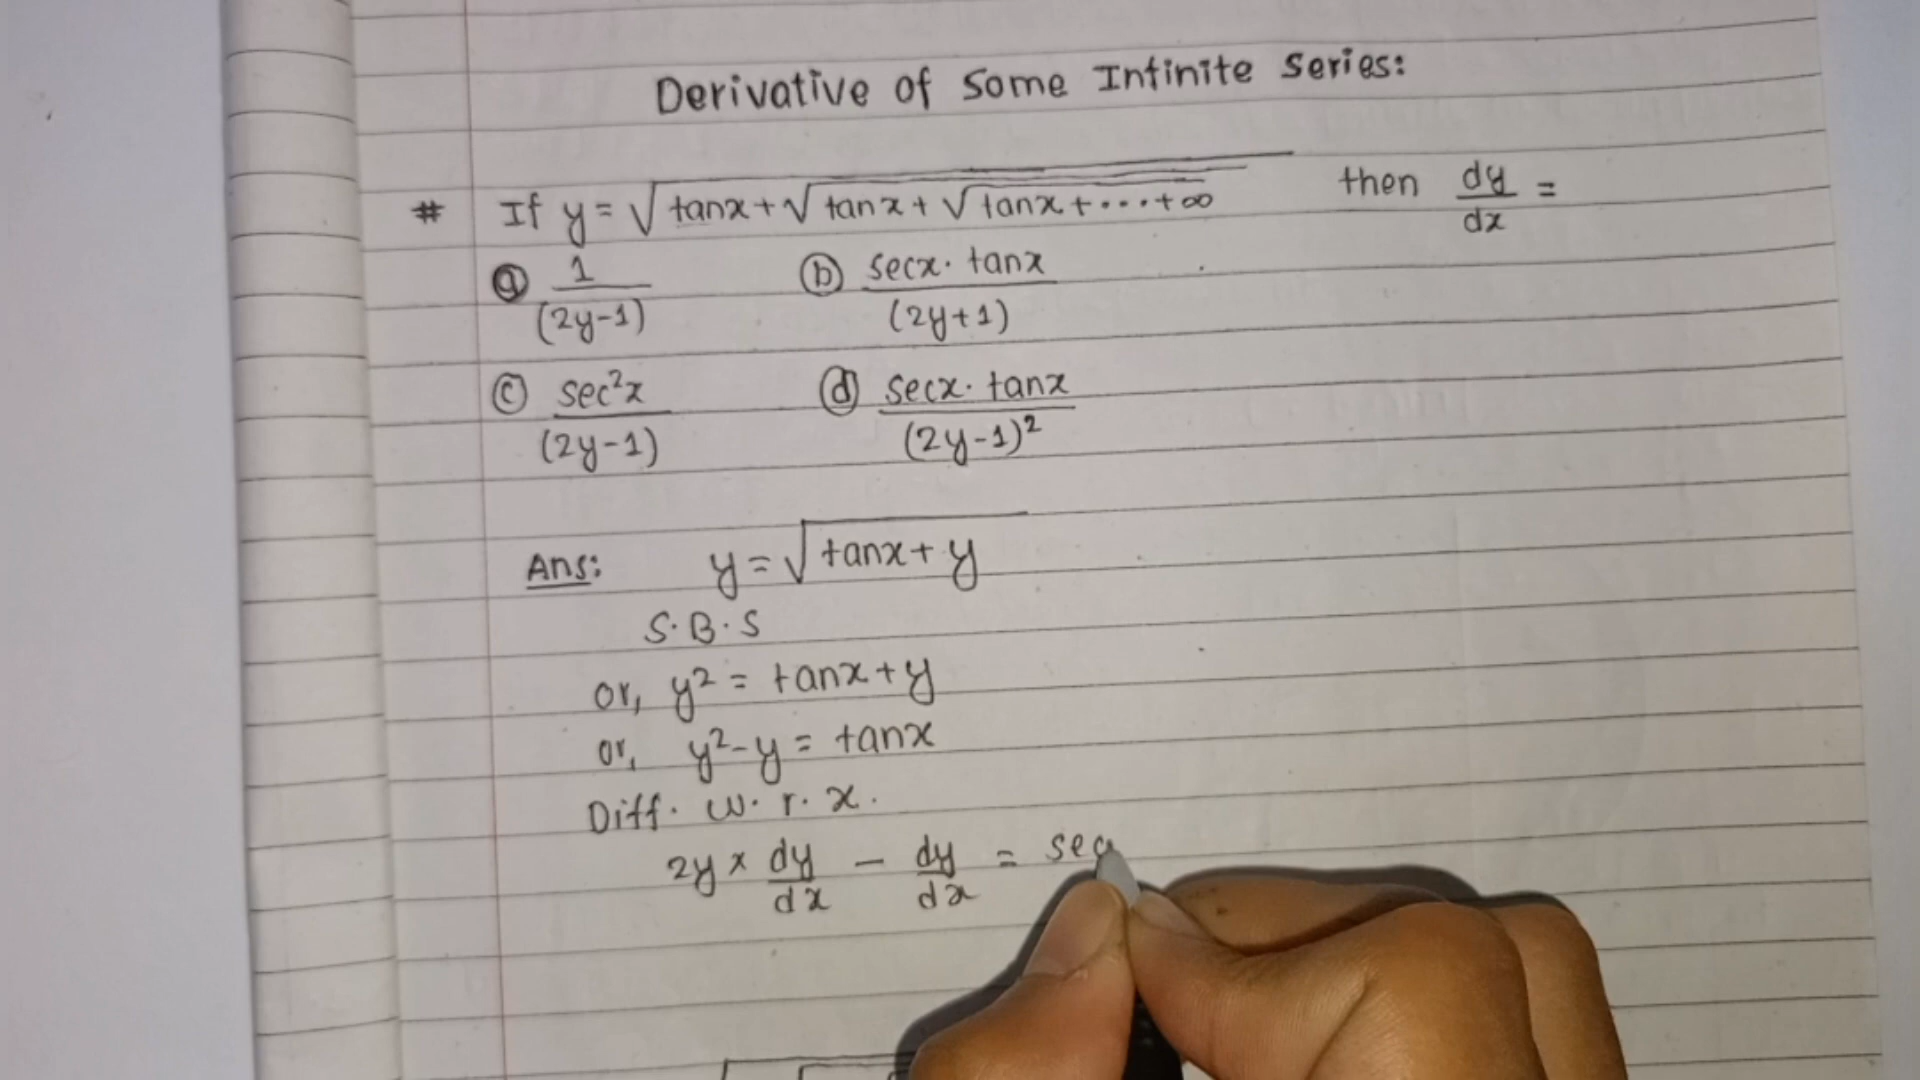 Derivative of Some Infinite Series:
# If y = √(tanx + √(tanx + √(tanx + ... + ∞ then dy/dx =
(a) 1/(2y-1) (b) secx. tanx/(2y+1)
(c) sec²x/(2y-1) (d) secx. tanx/(2y-1)²
Ans: y = √(tanx + y)
S.B.S
or, y² = tanx + y
or, y² - y = tanx
Diff. w. r. x.
2y × dy/dx - dy/dx = sec